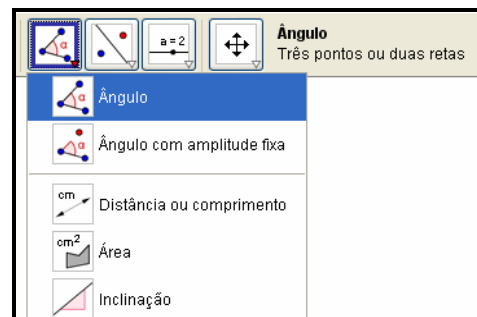 α
a = 2
Ângulo
Três pontos ou duas retas
α Ângulo
α Ângulo com amplitude fixa
cm Distância ou comprimento
cm² Área
Inclinação